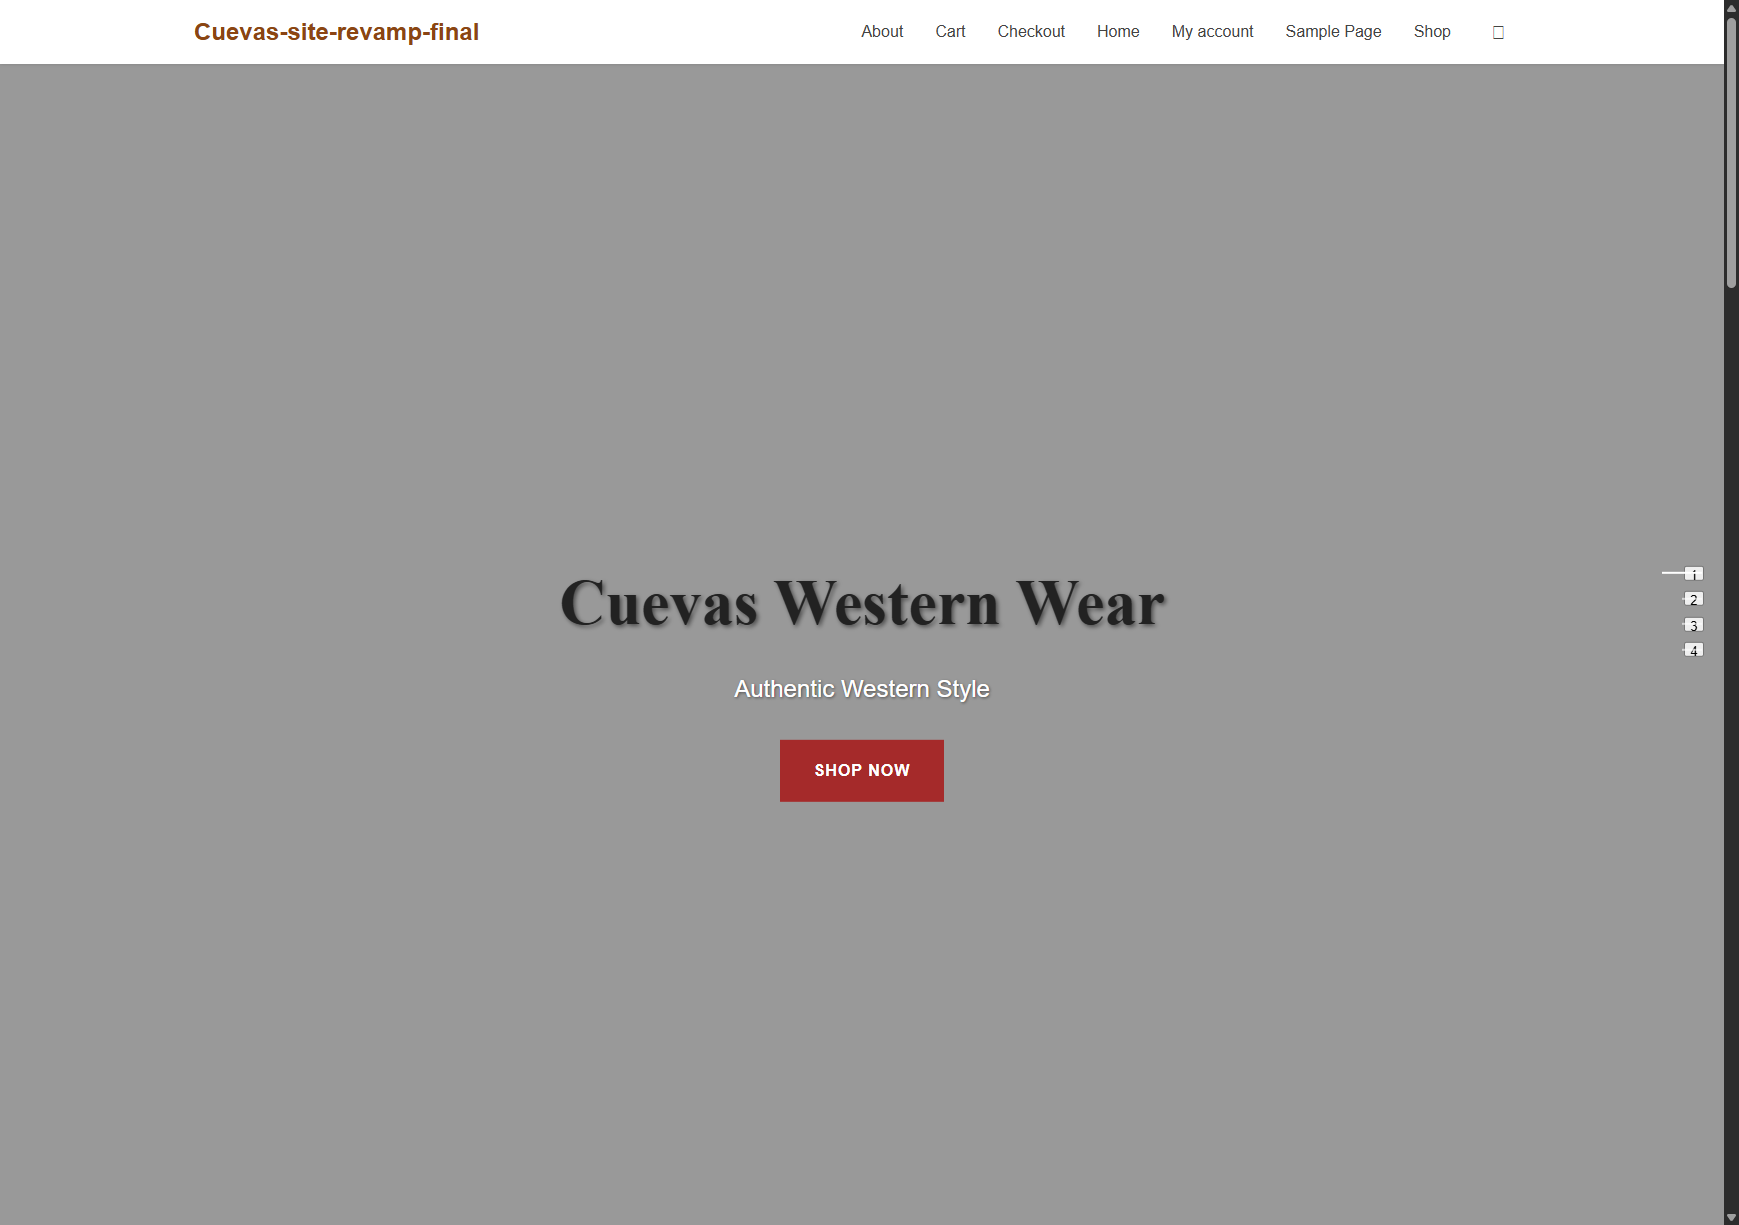 Cuevas-site-revamp-final
About Cart Checkout Home My account Sample Page Shop
Cuevas Western Wear
Authentic Western Style
SHOP NOW
1
2
3
4